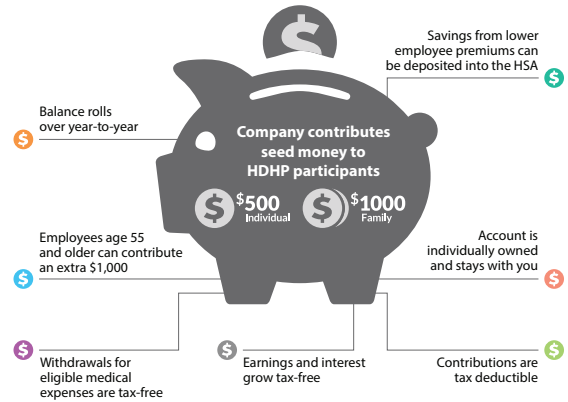 $
Savings from lower
employee premiums can
be deposited into the HSA
$
Balance rolls
over year-to-year
$
Company contributes
seed money to
HDHP participants
$ $500
Individual
$ $1000
Family
Employees age 55
and older can contribute
an extra $1,000
$
Account is
individually owned
and stays with you
$
$
Withdrawals for
eligible medical
expenses are tax-free
$
Earnings and interest
grow tax-free
$
Contributions are
tax deductible